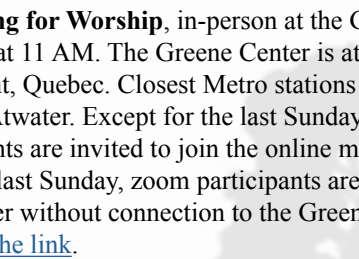 ng for Worship, in-person at the
at 11 AM. The Greene Center is at
nt, Quebec. Closest Metro stations
Atwater. Except for the last Sunday
nts are invited to join the online m
last Sunday, zoom participants are
er without connection to the Green
he link.